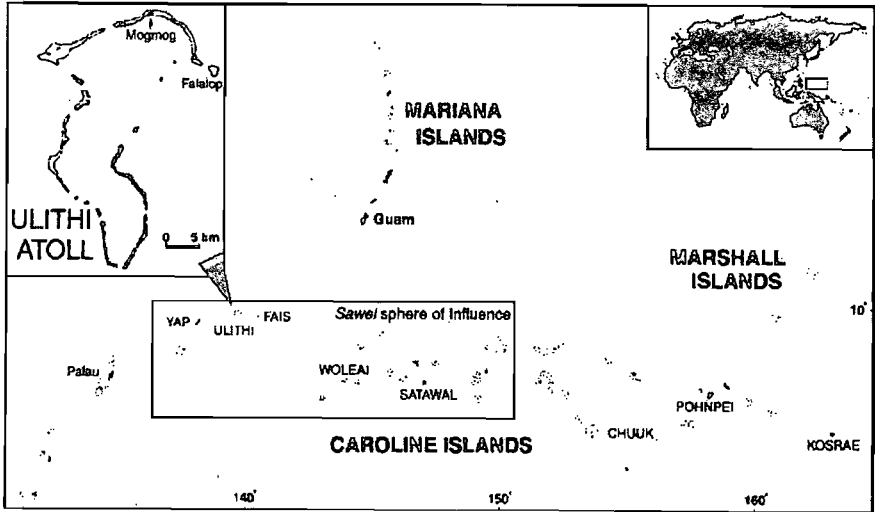 Mogmog
Falalop
ULITHI
ATOLL
0 5 km
MARIANA
ISLANDS
Guam
MARSHALL
ISLANDS
10°
Sawei sphere of Influence
YAP
ULITHI
FAIS
Palau
WOLEAI
SATAWAL
POHNPEI
CHUUK
KOSRAE
CAROLINE ISLANDS
140°
150°
160°